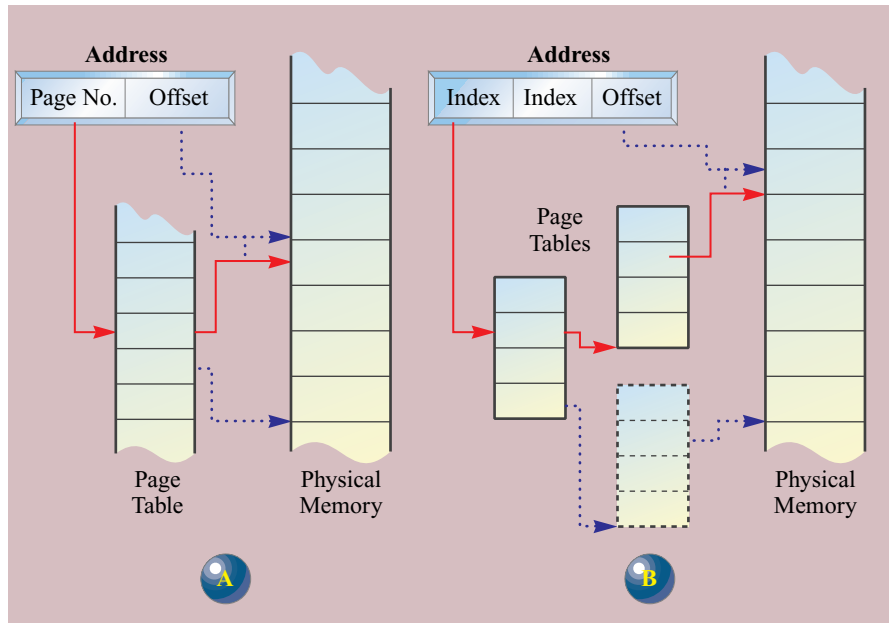 Address
Page No.
Offset
Page
Table
Physical
Memory
A
Address
Index
Index
Offset
Page
Tables
Physical
Memory
B